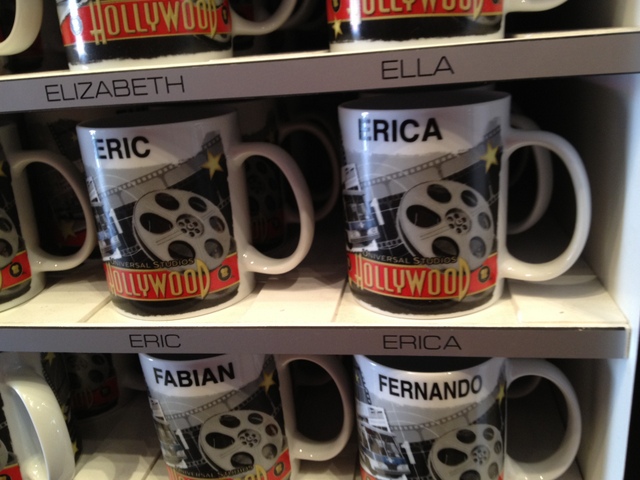 HOLLYWOOD
HOLLYWOOD
ELIZABETH
ELLA
ERIC
UNIVERSAL STUDIOS
HOLLYWOOD
ERICA
UNIVERSAL STUDIOS
HOLLYWOOD
ERIC
ERICA
FABIAN
FERNANDO